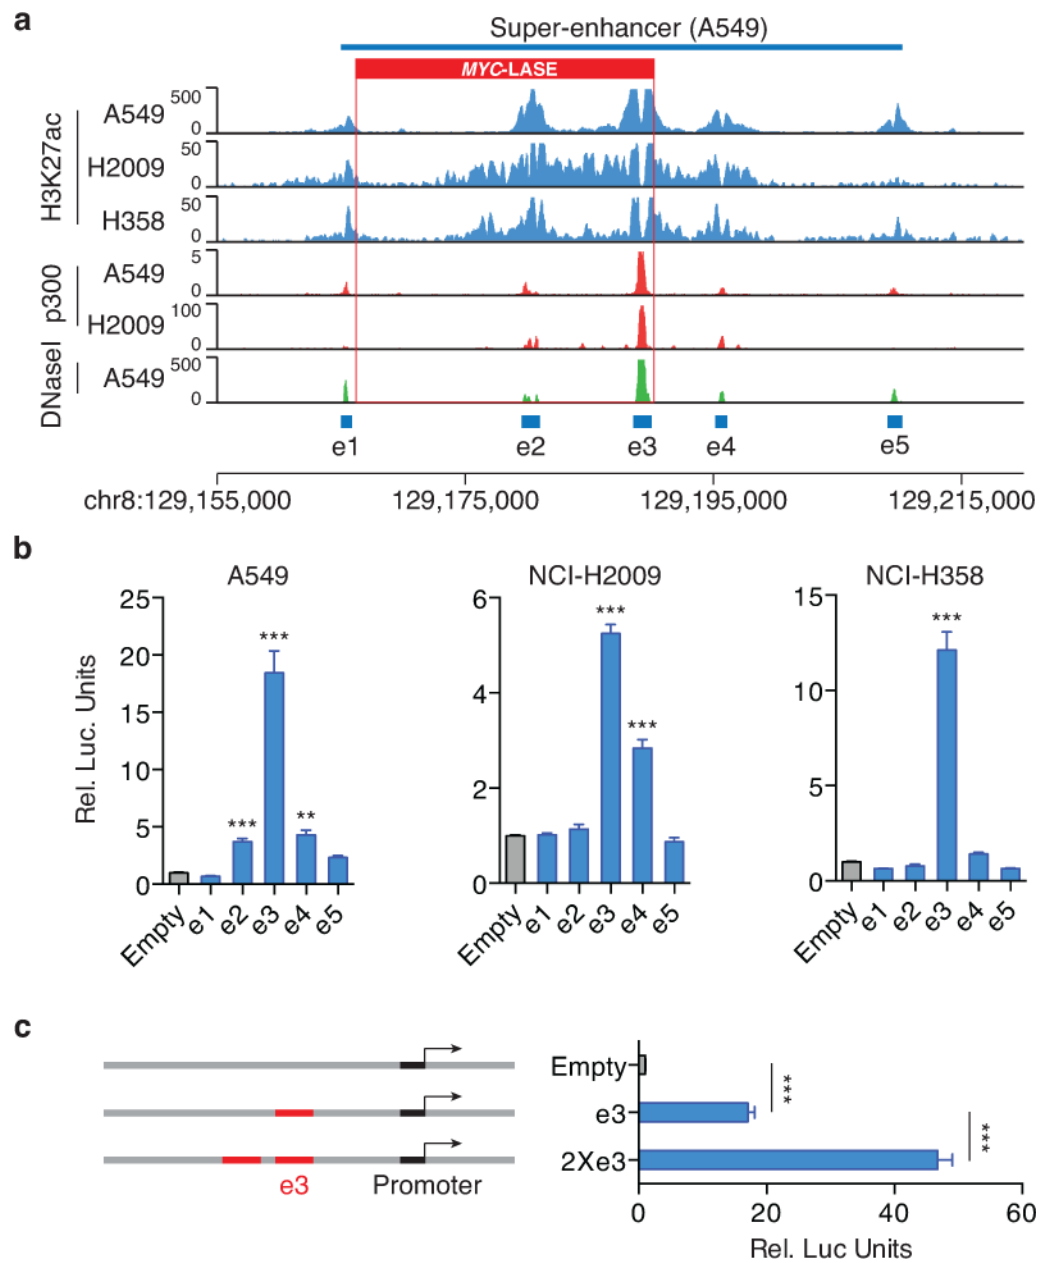 a
Super-enhancer (A549)
MYC-LASE
H3K27ac
A549
500
0
H2009
50
0
H358
50
0
p300
A549
5
0
H2009
100
0
DNaseI
A549
500
0
e1 e2 e3 e4 e5
chr8:129,155,000 129,175,000 129,195,000 129,215,000
b
A549
Rel. Luc. Units
25
20
15
10
5
0
*** *** **
Empty e1 e2 e3 e4 e5
NCI-H2009
6
4
2
0
*** ***
Empty e1 e2 e3 e4 e5
NCI-H358
15
10
5
0
***
Empty e1 e2 e3 e4 e5
c
e3 Promoter
Empty
e3
2Xe3
***
***
0 20 40 60
Rel. Luc Units